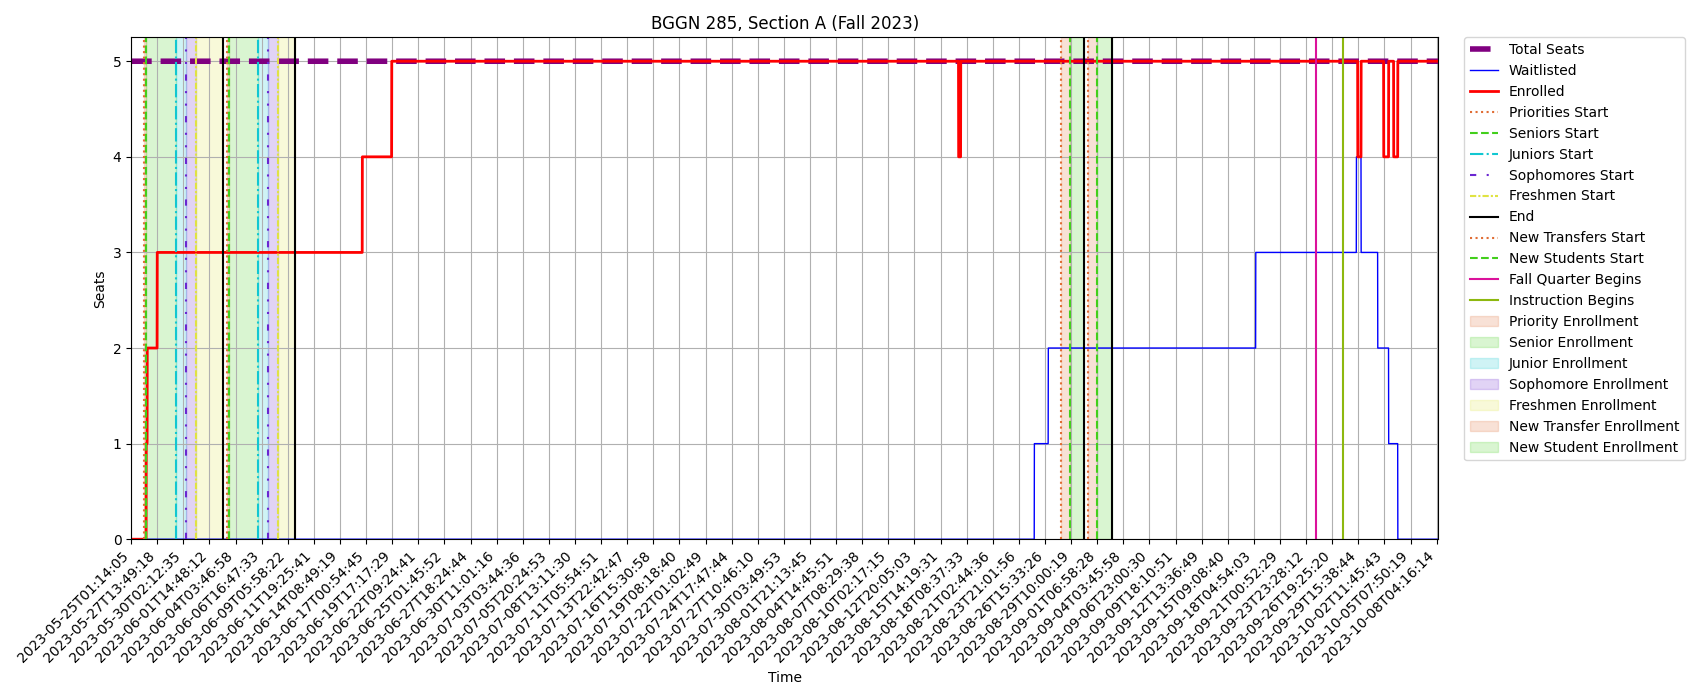 BGGN 285, Section A (Fall 2023)
Seats
5
4
3
2
1
0
2023-05-25T01:14:05
2023-05-27T13:49:18
2023-05-30T02:12:35
2023-06-01T14:48:12
2023-06-04T03:46:58
2023-06-06T16:47:33
2023-06-09T05:58:22
2023-06-11T19:25:41
2023-06-14T08:49:19
2023-06-17T00:54:45
2023-06-19T17:17:29
2023-06-22T09:24:41
2023-06-25T01:45:52
2023-06-27T18:24:44
2023-06-30T11:01:16
2023-07-03T03:44:36
2023-07-05T20:24:53
2023-07-08T13:11:30
2023-07-11T05:54:51
2023-07-13T22:42:47
2023-07-16T15:30:58
2023-07-19T08:18:40
2023-07-22T01:02:49
2023-07-24T17:47:44
2023-07-27T10:46:10
2023-07-30T03:49:53
2023-08-01T21:13:45
2023-08-04T14:45:51
2023-08-07T08:29:38
2023-08-10T02:17:15
2023-08-12T20:05:03
2023-08-15T14:19:31
2023-08-18T08:37:33
2023-08-21T02:44:36
2023-08-23T21:01:56
2023-08-26T15:33:26
2023-08-29T11:00:19
2023-09-01T06:58:28
2023-09-04T03:45:58
2023-09-06T23:00:30
2023-09-09T18:10:51
2023-09-12T13:36:49
2023-09-15T09:08:40
2023-09-18T04:54:03
2023-09-21T00:52:29
2023-09-23T23:28:12
2023-09-26T19:25:20
2023-09-29T15:38:44
2023-10-02T11:45:43
2023-10-05T07:50:19
2023-10-08T04:16:14
Time
Total Seats
Waitlisted
Enrolled
Priorities Start
Seniors Start
Juniors Start
Sophomores Start
Freshmen Start
End
New Transfers Start
New Students Start
Fall Quarter Begins
Instruction Begins
Priority Enrollment
Senior Enrollment
Junior Enrollment
Sophomore Enrollment
Freshmen Enrollment
New Transfer Enrollment
New Student Enrollment